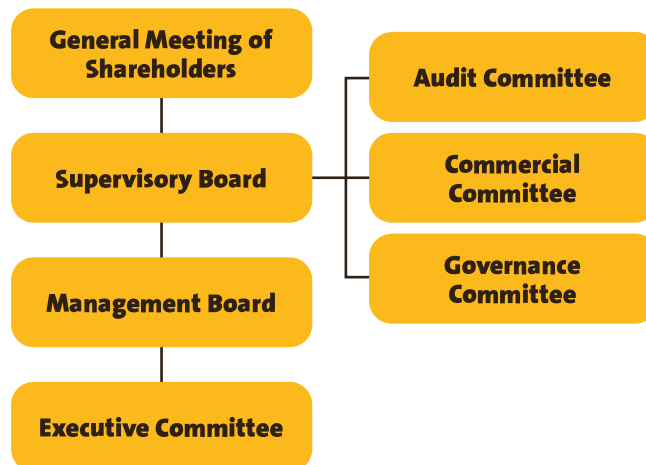 General Meeting of
Shareholders
Supervisory Board
Management Board
Executive Committee
Audit Committee
Commercial
Committee
Governance
Committee